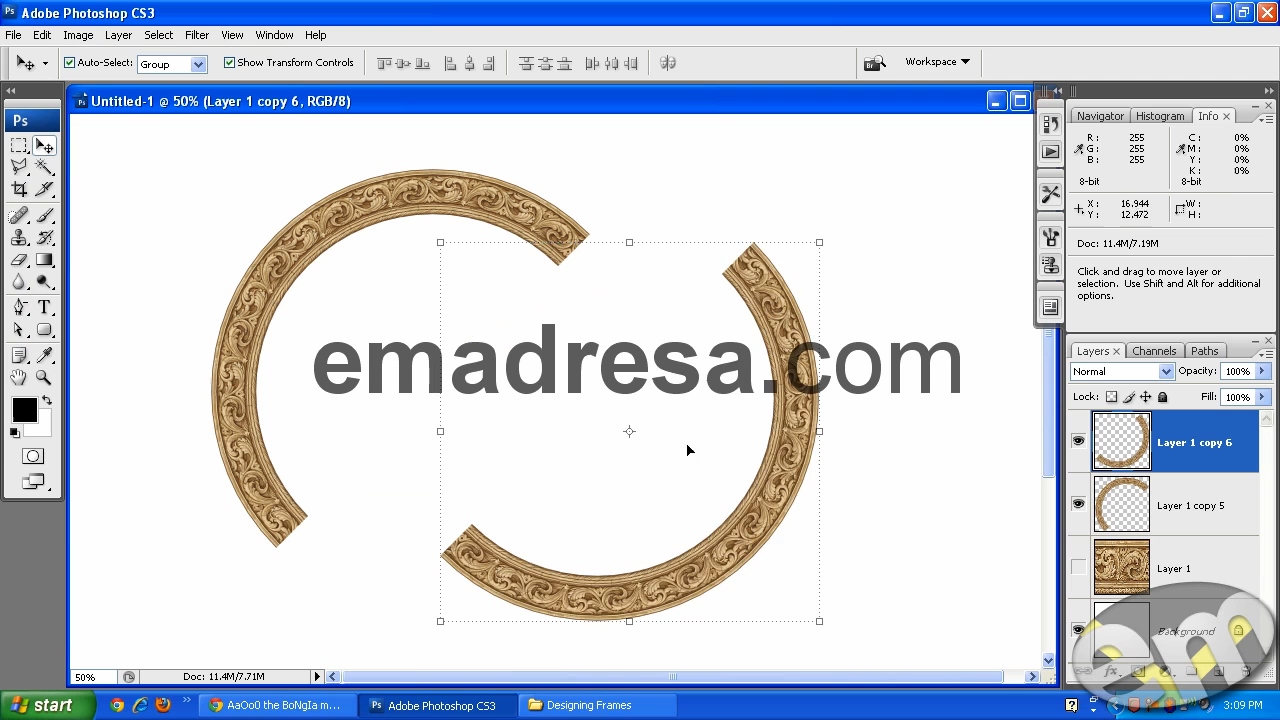 Adobe Photoshop CS3
File Edit Image Layer Select Filter View Window Help
Auto-Select: Group Show Transform Controls Workspace
Ps
Untitled-1 @ 50% (Layer 1 copy 6, RGB/8)
Navigator Histogram Info
R: 255 C: 0%
G: 255 M: 0%
B: 255 Y: 0%
K: 0%
8-bit 8-bit
X: 16.944 W:
Y: 12.472 H:
Doc: 11.4M/7.19M
Click and drag to move layer or
selection. Use Shift and Alt for additional
options.
emadresa.com
Layers Channels Paths
Normal Opacity: 100%
Lock: Fill: 100%
Layer 1 copy 6
Layer 1 copy 5
Layer 1
Background
em
50% Doc: 11.4M/7.71M
start AaOo0 the BoNgIa m... Adobe Photoshop CS3 Designing Frames 3:09 PM